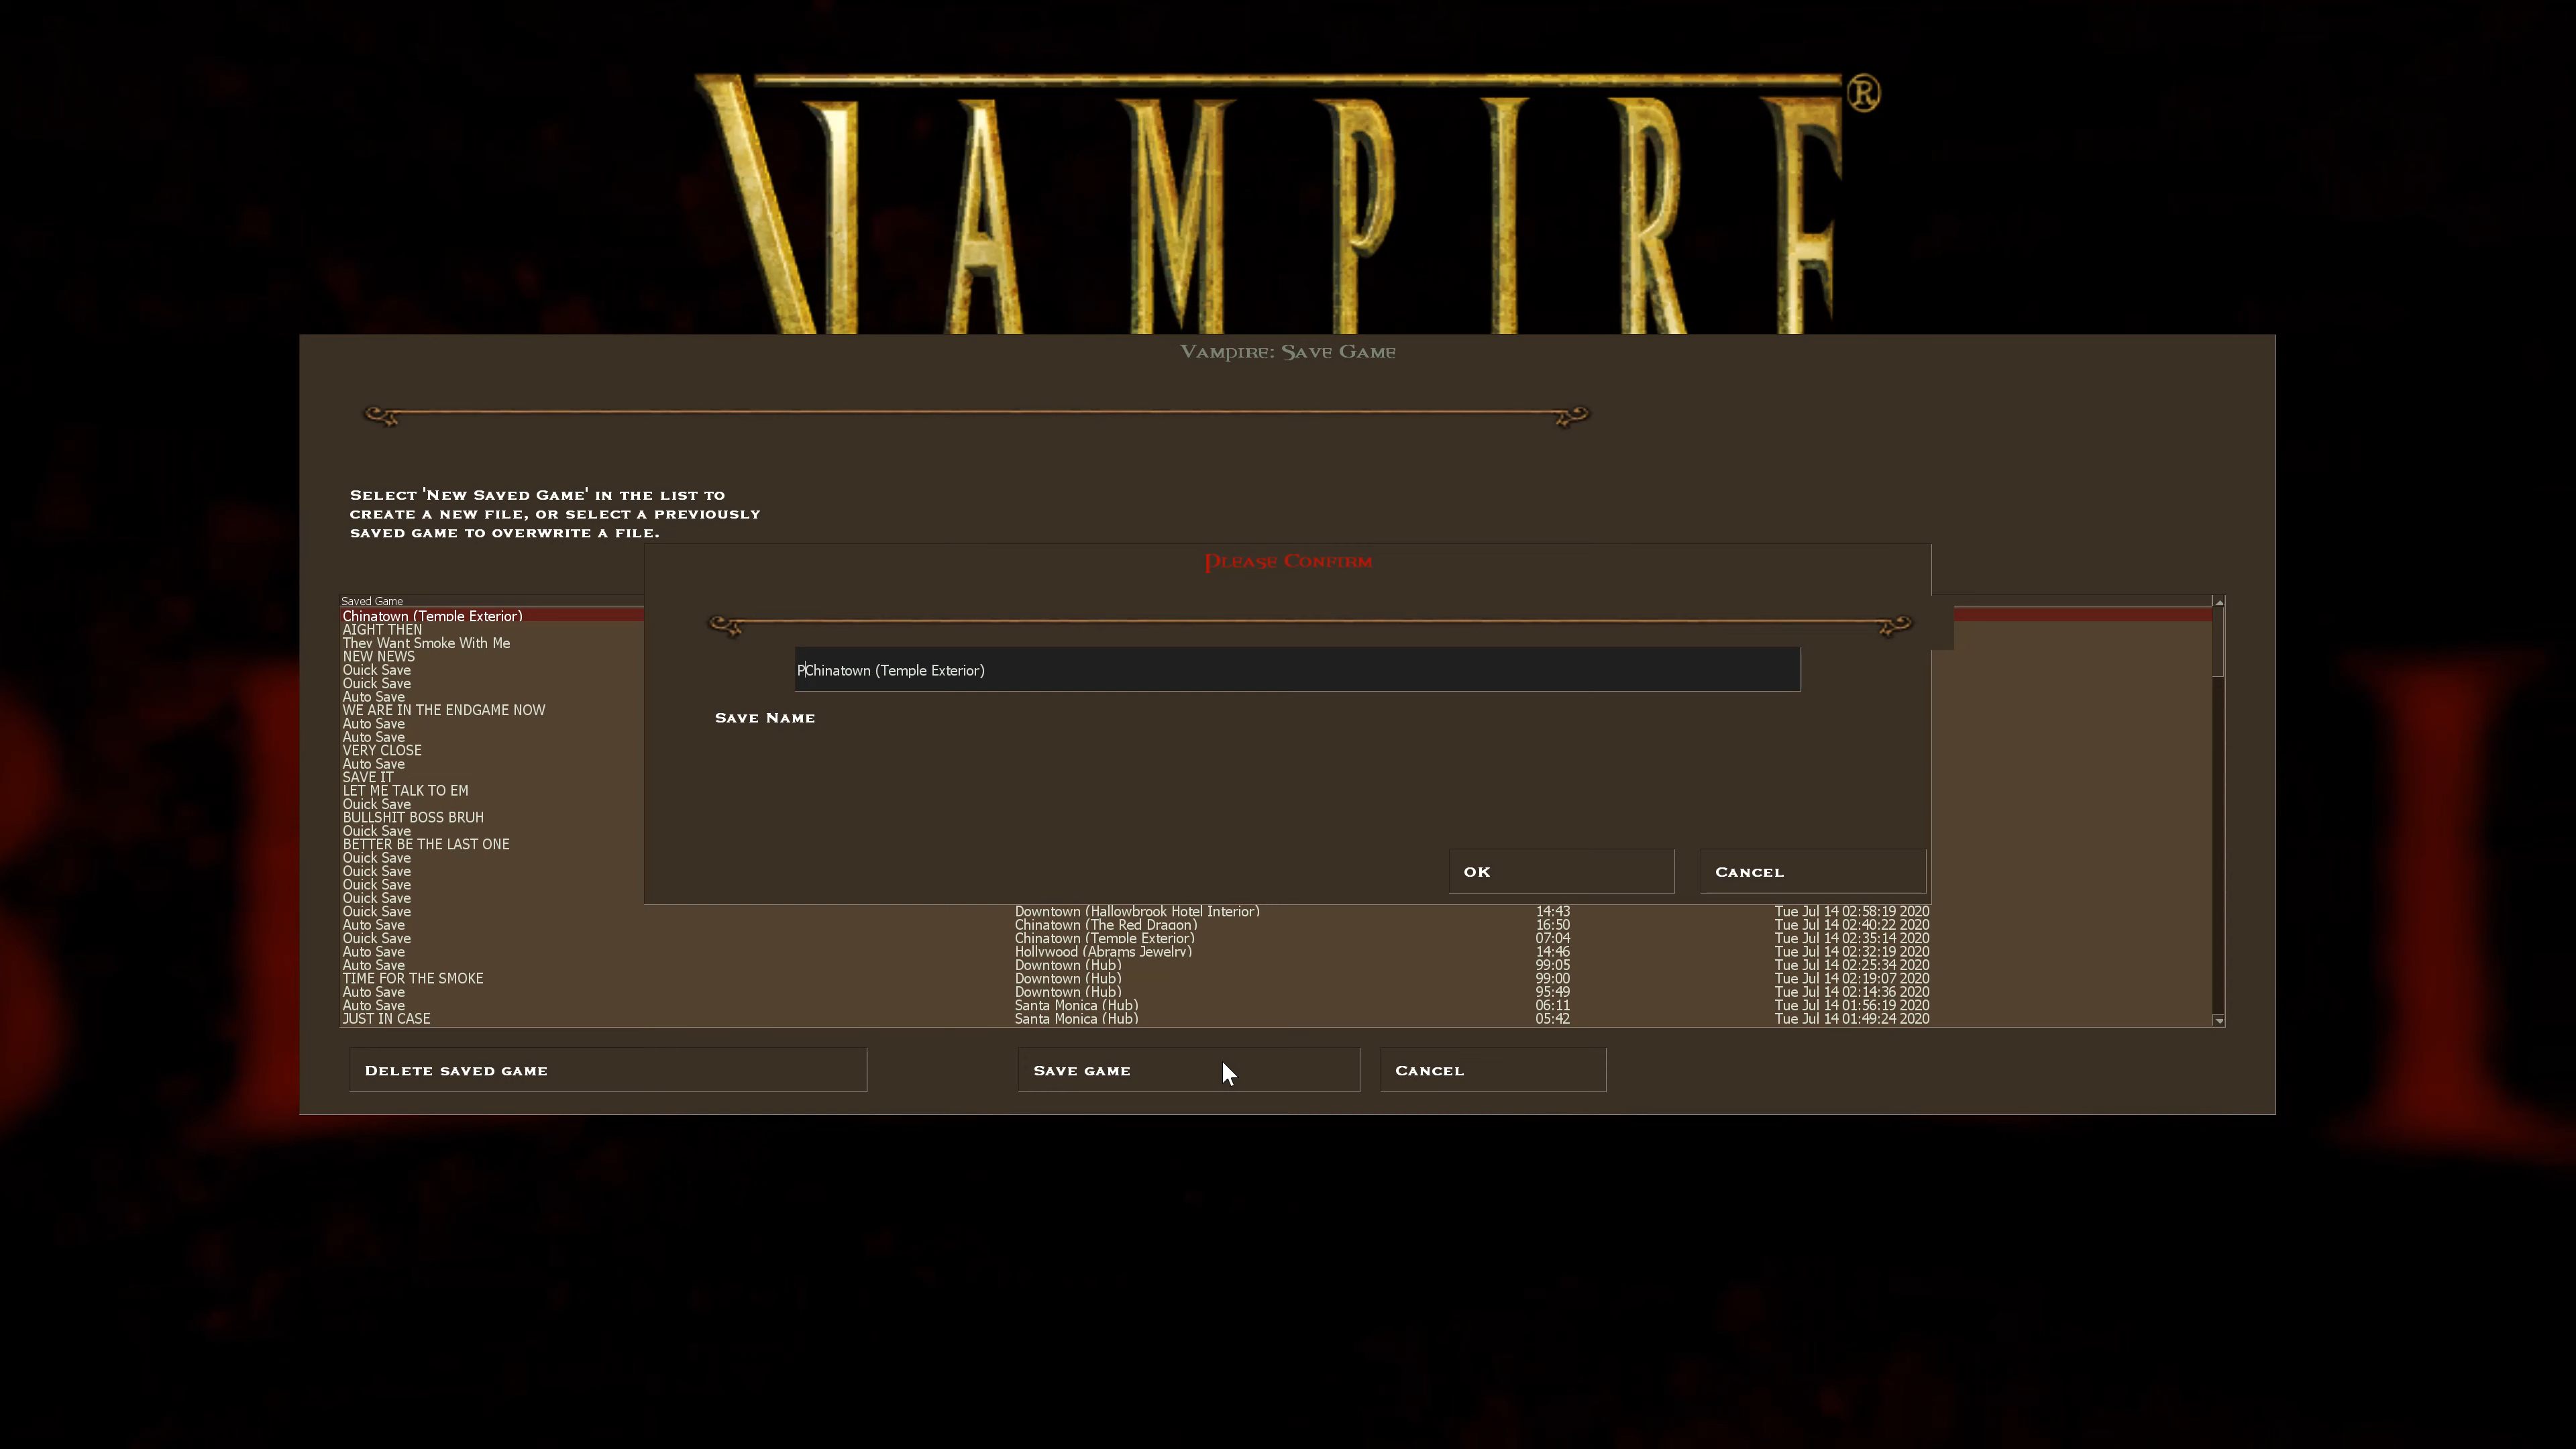 VAMPIRE®
Vampire: Save Game
Select 'New Saved Game' in the list to
create a new file, or select a previously
saved game to overwrite a file.
Please Confirm
Saved Game
Chinatown (Temple Exterior)
AIGHT THEN
They Want Smoke With Me
NEW NEWS
Quick Save
Quick Save
Auto Save
WE ARE IN THE ENDGAME NOW
Auto Save
Auto Save
VERY CLOSE
Auto Save
SAVE IT
LET ME TALK TO EM
Quick Save
BULLSHIT BOSS BRUH
Quick Save
BETTER BE THE LAST ONE
Quick Save
Quick Save
Quick Save
Quick Save
PChinatown (Temple Exterior)
Save Name
OK Cancel
Quick Save Downtown (Hallowbrook Hotel Interior) 14:43 Tue Jul 14 02:58:19 2020
Auto Save Chinatown (The Red Dragon) 16:50 Tue Jul 14 02:40:22 2020
Quick Save Chinatown (Temple Exterior) 07:04 Tue Jul 14 02:35:14 2020
Auto Save Hollywood (Abrams Jewelry) 14:46 Tue Jul 14 02:32:19 2020
Auto Save Downtown (Hub) 99:05 Tue Jul 14 02:25:34 2020
TIME FOR THE SMOKE Downtown (Hub) 99:00 Tue Jul 14 02:19:07 2020
Auto Save Downtown (Hub) 95:49 Tue Jul 14 02:14:36 2020
Auto Save Santa Monica (Hub) 06:11 Tue Jul 14 01:56:19 2020
JUST IN CASE Santa Monica (Hub) 05:42 Tue Jul 14 01:49:24 2020
Delete saved game Save game Cancel